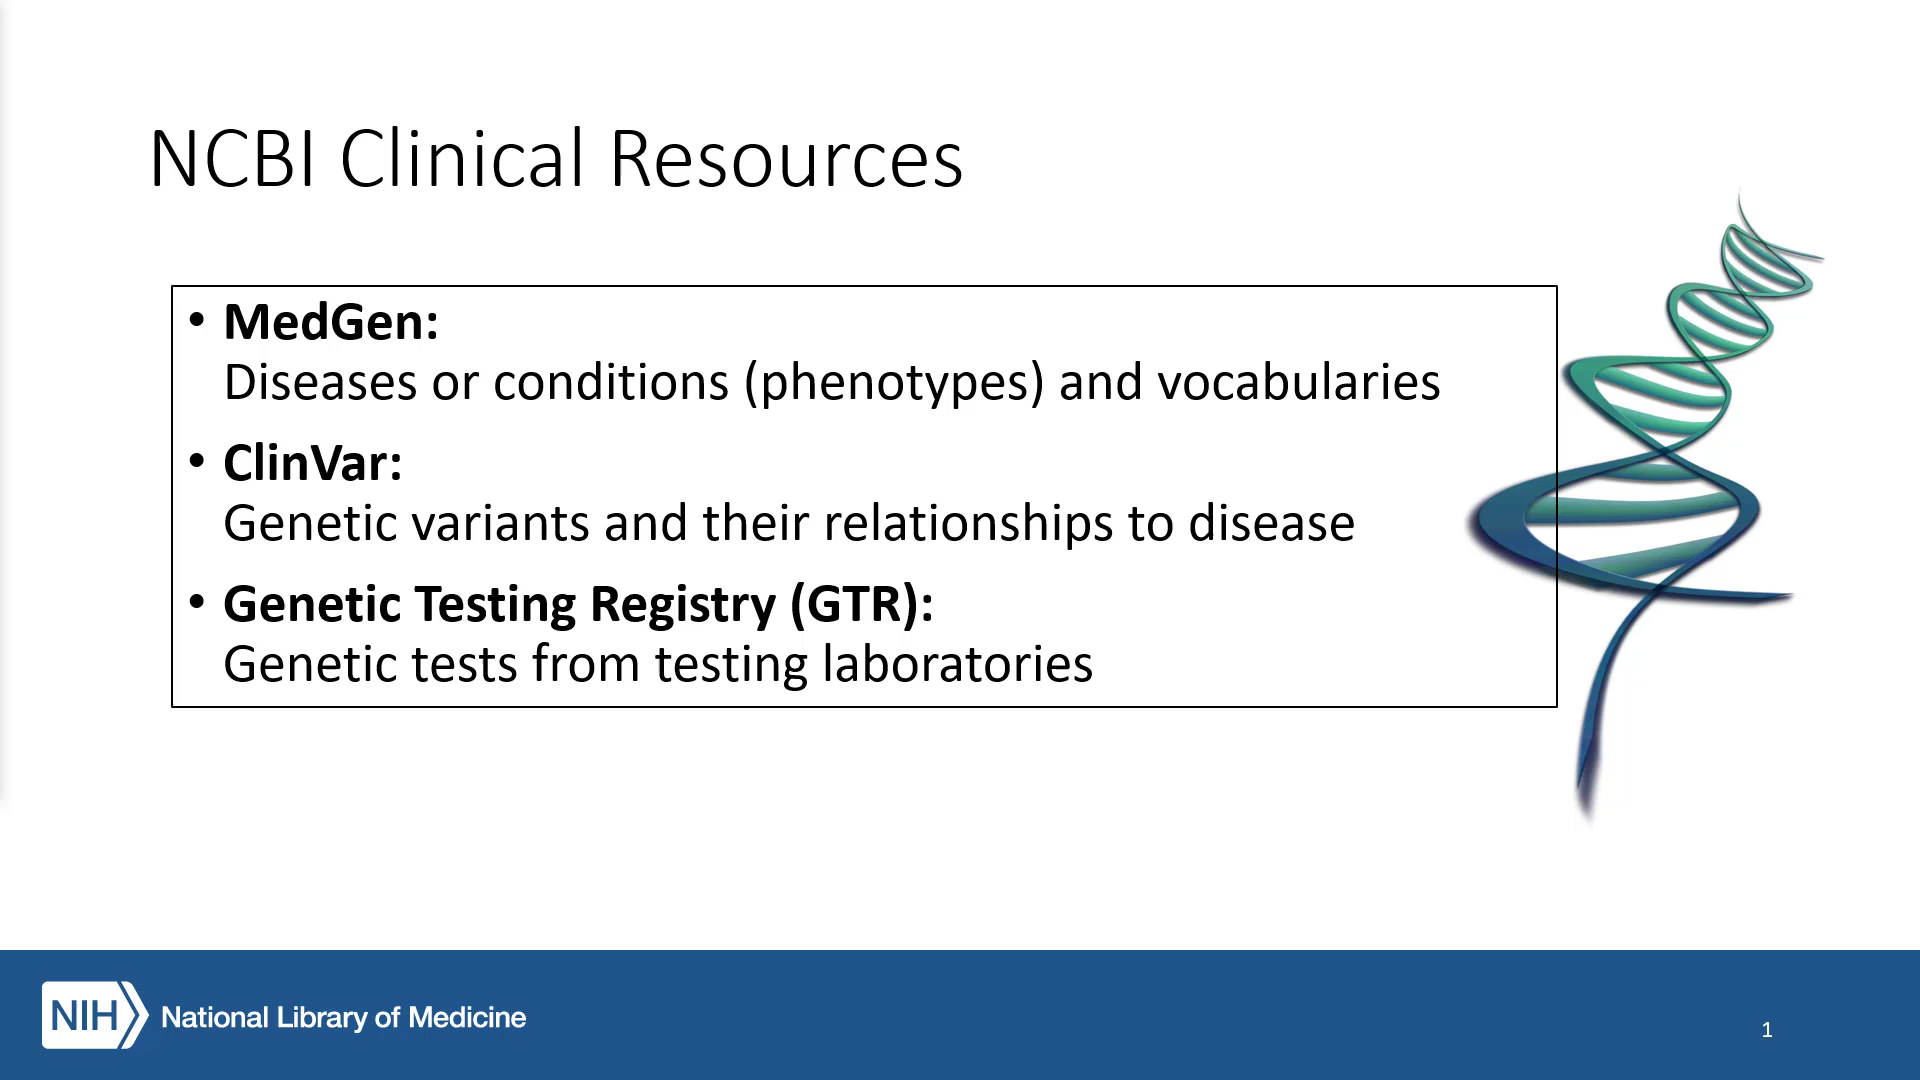 NCBI Clinical Resources
• MedGen:
Diseases or conditions (phenotypes) and vocabularies
• ClinVar:
Genetic variants and their relationships to disease
• Genetic Testing Registry (GTR):
Genetic tests from testing laboratories
NIH National Library of Medicine
1